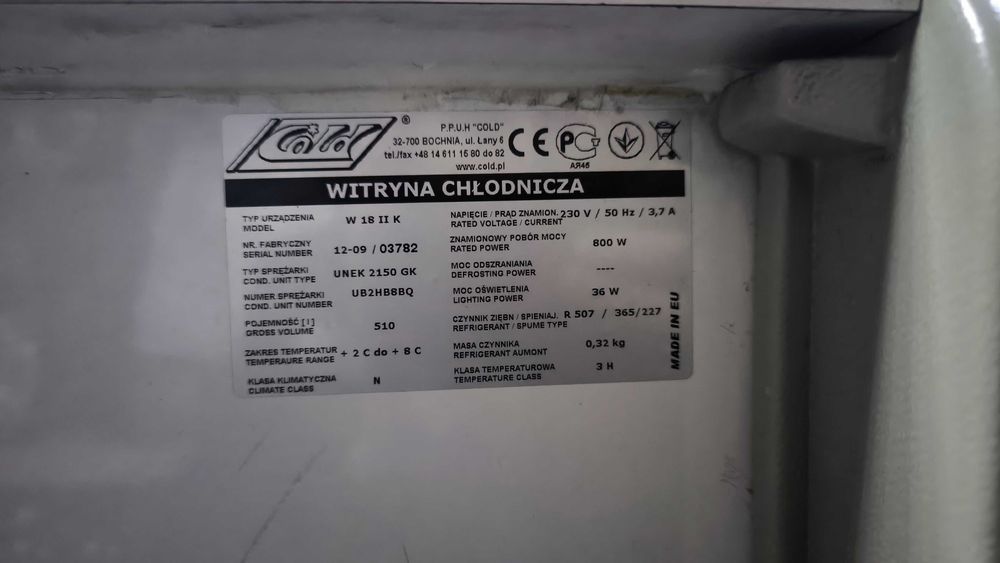 Cold ®
P.P.U.H "COLD"
32-700 BOCHNIA, ul. Łany 6
tel./fax +48 14 611 15 80 do 82
www.cold.pl
CE
АЯ46
WITRYNA CHŁODNICZA
TYP URZĄDZENIA
MODEL
W 18 II K
NR. FABRYCZNY
SERIAL NUMBER
12-09 / 03782
TYP SPRĘŻARKI
COND. UNIT TYPE
UNEK 2150 GK
NUMER SPRĘŻARKI
COND. UNIT NUMBER
UB2HB8BQ
POJEMNOŚĆ [ l ]
GROSS VOLUME
510
ZAKRES TEMPERATUR
TEMPERAURE RANGE
+ 2 C do + 8 C
KLASA KLIMATYCZNA
CLIMATE CLASS
N
NAPIĘCIE / PRĄD ZNAMION.
RATED VOLTAGE / CURRENT
230 V / 50 Hz / 3,7 A
ZNAMIONOWY POBÓR MOCY
RATED POWER
800 W
MOC ODSZRANIANIA
DEFROSTING POWER
----
MOC OŚWIETLENIA
LIGHTING POWER
36 W
CZYNNIK ZIĘBN / SPIENIAJ.
REFRIGERANT / SPUME TYPE
R 507 / 365/227
MASA CZYNNIKA
REFRIGERANT AUMONT
0,32 kg
KLASA TEMPERATUROWA
TEMPERATURE CLASS
3 H
MADE IN EU